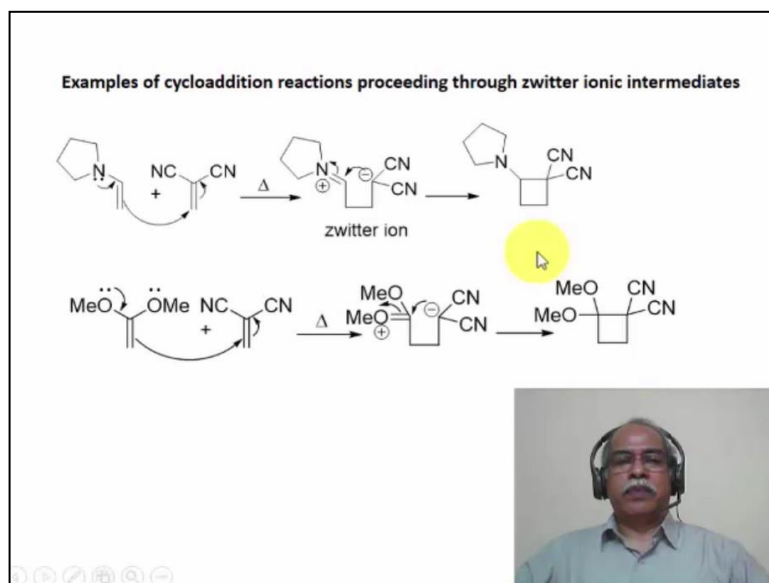 Examples of cycloaddition reactions proceeding through zwitter ionic intermediates
N
+
NC CN
Δ
N
⊕
⊖
CN
CN
zwitter ion
N
CN
CN
MeO OMe
+
NC CN
Δ
MeO
MeO
⊕
⊖
CN
CN
MeO
MeO
CN
CN